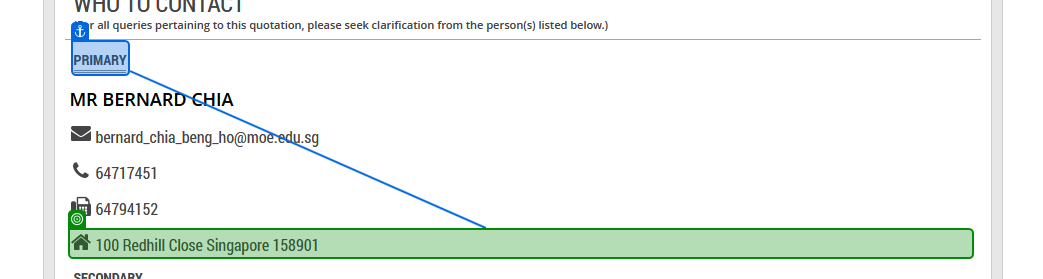 WHO TO CONTACT
r all queries pertaining to this quotation, please seek clarification from the person(s) listed below.)
PRIMARY
MR BERNARD CHIA
bernard_chia_beng_ho@moe.edu.sg
64717451
64794152
100 Redhill Close Singapore 158901
SECONDARY